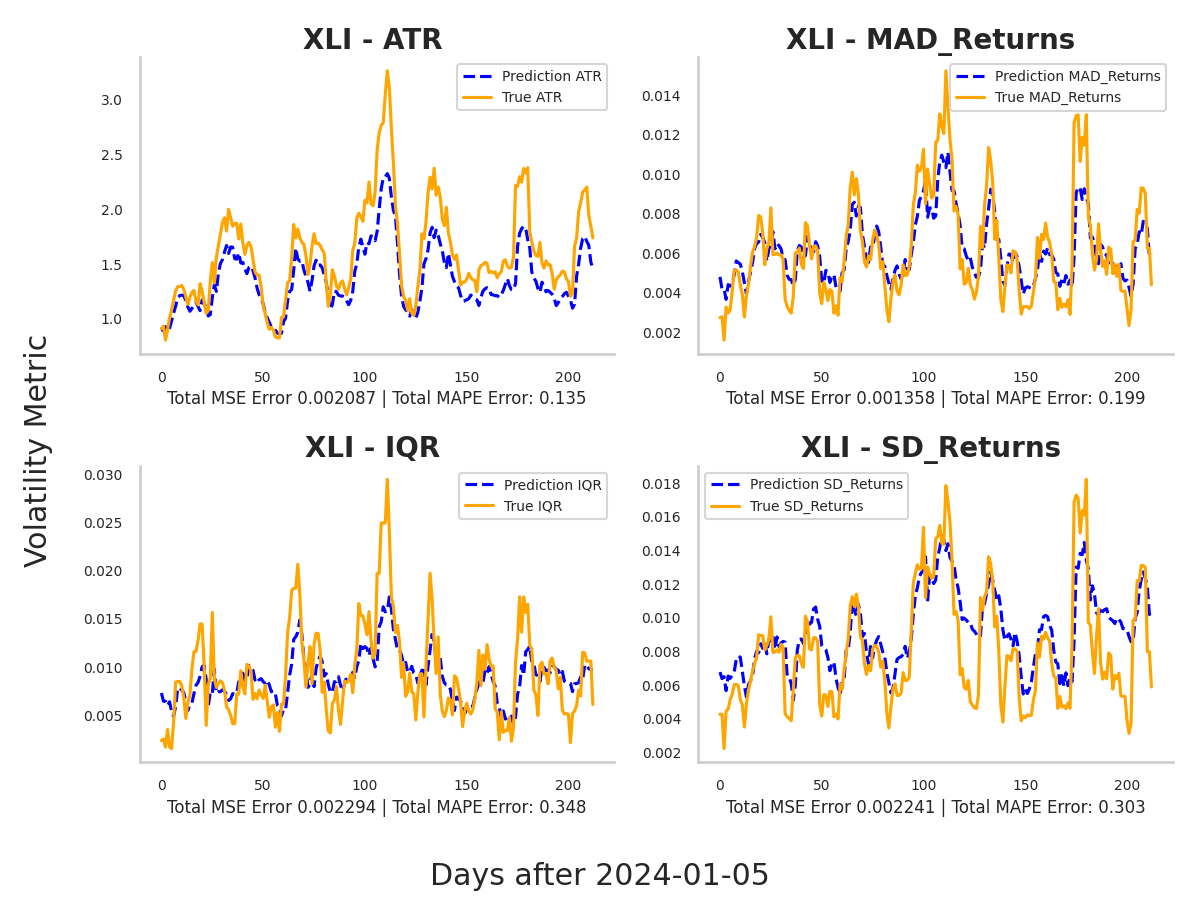 XLI - ATR
3.0
2.5
2.0
1.5
1.0
Prediction ATR
True ATR
0 50 100 150 200
Total MSE Error 0.002087 | Total MAPE Error: 0.135
XLI - MAD_Returns
0.014
0.012
0.010
0.008
0.006
0.004
0.002
Prediction MAD_Returns
True MAD_Returns
0 50 100 150 200
Total MSE Error 0.001358 | Total MAPE Error: 0.199
Volatility Metric
XLI - IQR
0.030
0.025
0.020
0.015
0.010
0.005
Prediction IQR
True IQR
0 50 100 150 200
Total MSE Error 0.002294 | Total MAPE Error: 0.348
XLI - SD_Returns
0.018
0.016
0.014
0.012
0.010
0.008
0.006
0.004
0.002
Prediction SD_Returns
True SD_Returns
0 50 100 150 200
Total MSE Error 0.002241 | Total MAPE Error: 0.303
Days after 2024-01-05